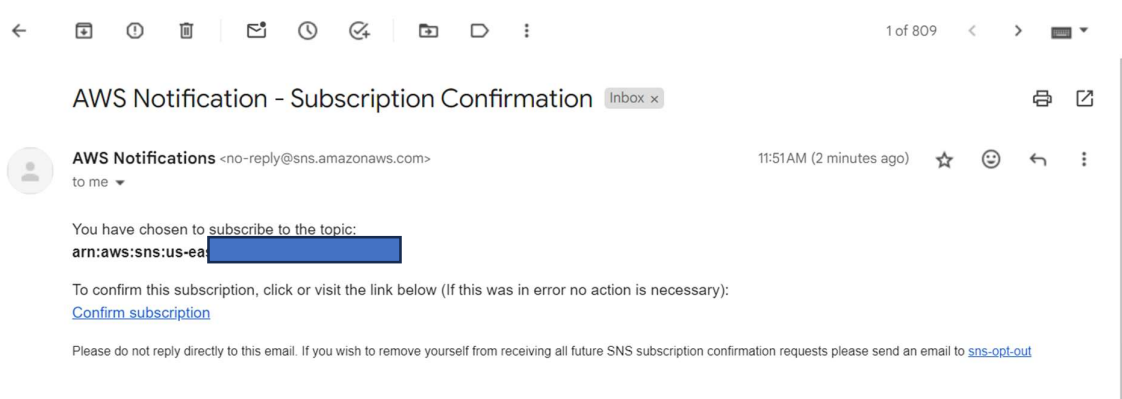 1 of 809
AWS Notification - Subscription Confirmation Inbox ×
AWS Notifications <no-reply@sns.amazonaws.com> 11:51 AM (2 minutes ago)
to me
You have chosen to subscribe to the topic:
arn:aws:sns:us-eas
To confirm this subscription, click or visit the link below (If this was in error no action is necessary):
Confirm subscription
Please do not reply directly to this email. If you wish to remove yourself from receiving all future SNS subscription confirmation requests please send an email to sns-opt-out